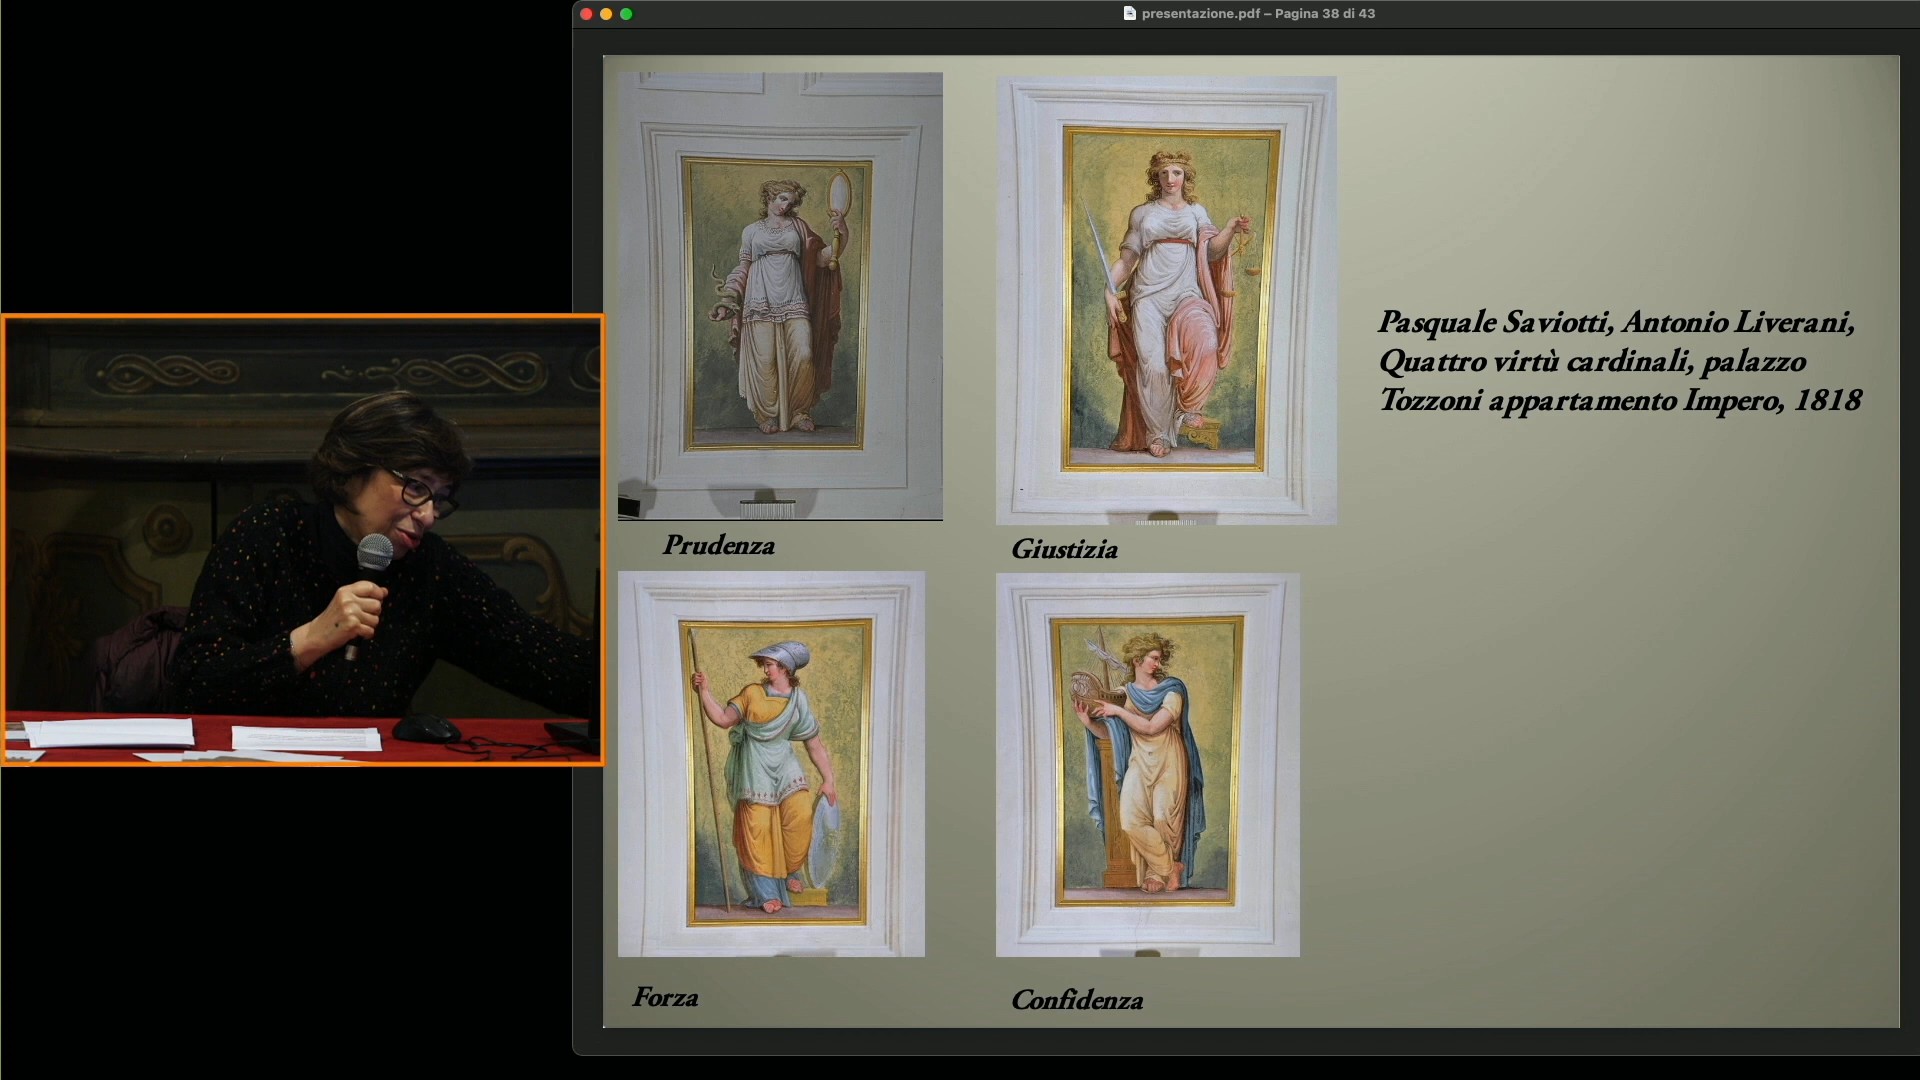 presentazione.pdf – Pagina 38 di 43
Pasquale Saviotti, Antonio Liverani,
Quattro virtù cardinali, palazzo
Tozzoni appartamento Impero, 1818
Prudenza
Giustizia
Forza
Confidenza